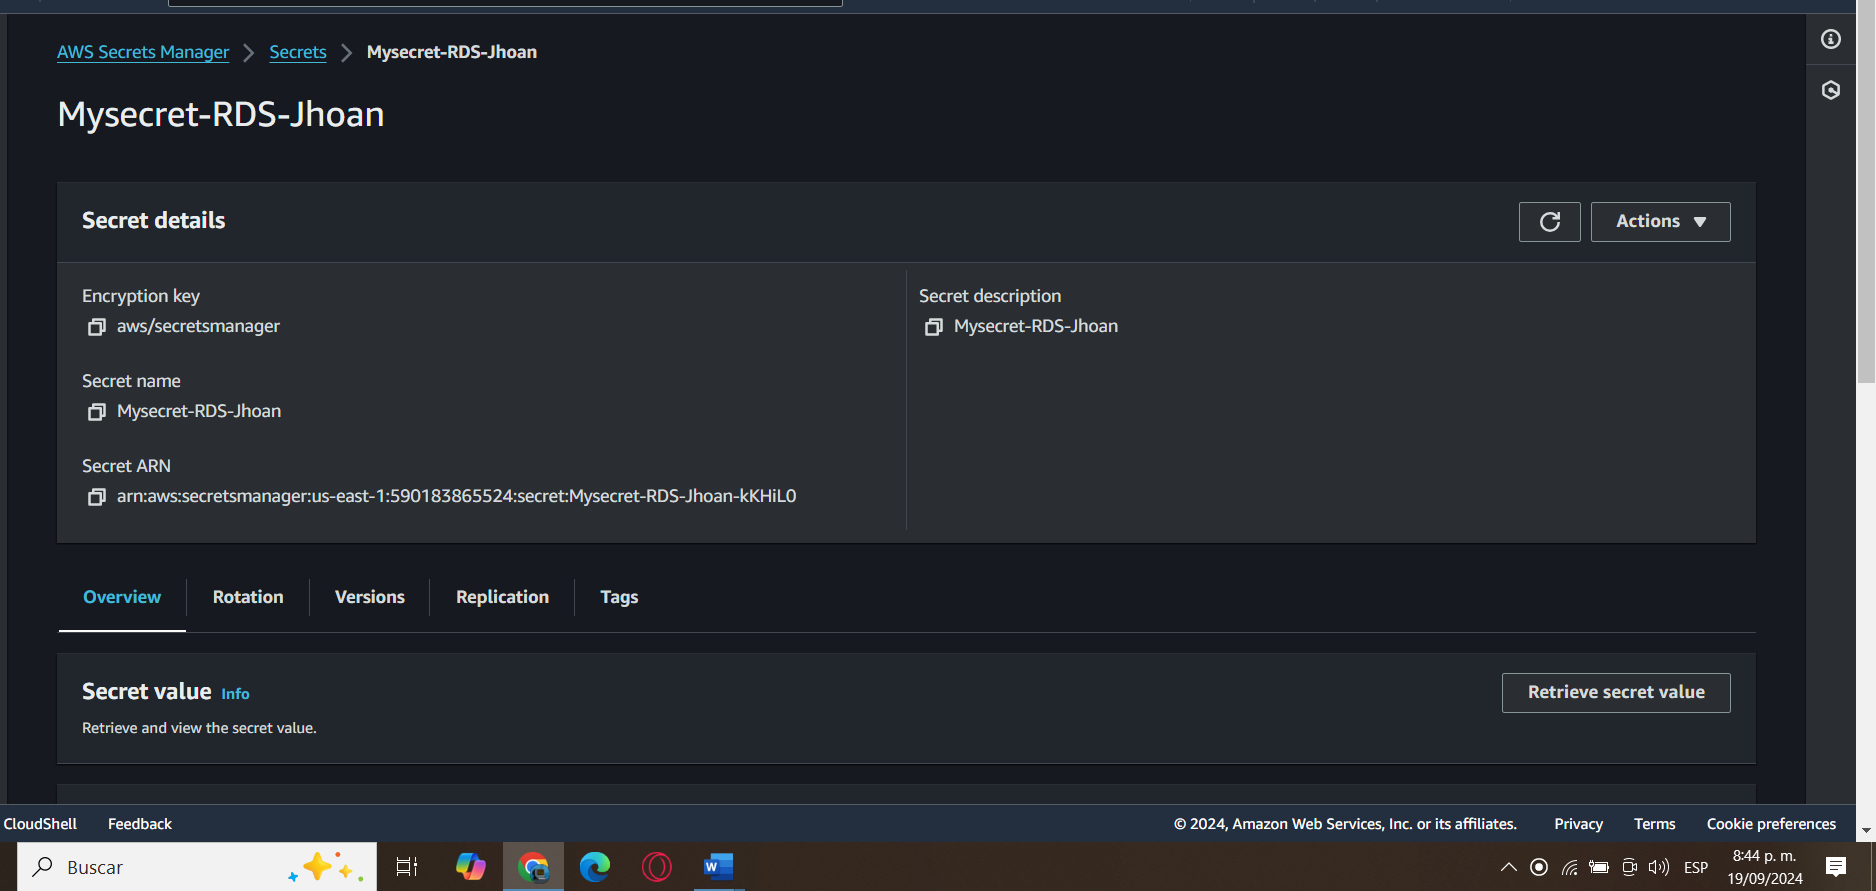 AWS Secrets Manager > Secrets > Mysecret-RDS-Jhoan
Mysecret-RDS-Jhoan
Secret details
Actions
Encryption key
aws/secretsmanager
Secret description
Mysecret-RDS-Jhoan
Secret name
Mysecret-RDS-Jhoan
Secret ARN
arn:aws:secretsmanager:us-east-1:590183865524:secret:Mysecret-RDS-Jhoan-kKHiL0
Overview Rotation Versions Replication Tags
Secret value Info
Retrieve secret value
Retrieve and view the secret value.
CloudShell Feedback © 2024, Amazon Web Services, Inc. or its affiliates. Privacy Terms Cookie preferences
Buscar
W
ESP
8:44 p. m.
19/09/2024